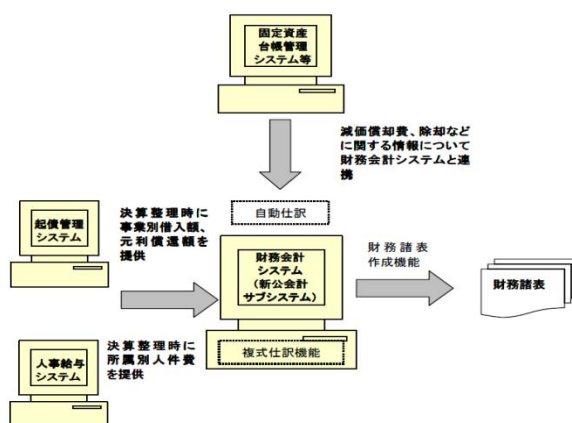 固定資産
台帳管理
システム等
減価償却費、除却など
に関する情報について
財務会計システムと連
携
自動仕訳
起債管理
システム
決算整理時に
事業別借入額、
元利償還額を
提供
財務会計
システム
（新公会計
サブシステム）
財務諸表
作成機能
財務諸表
複式仕訳機能
人事給与
システム
決算整理時に
所属別人件費
を提供